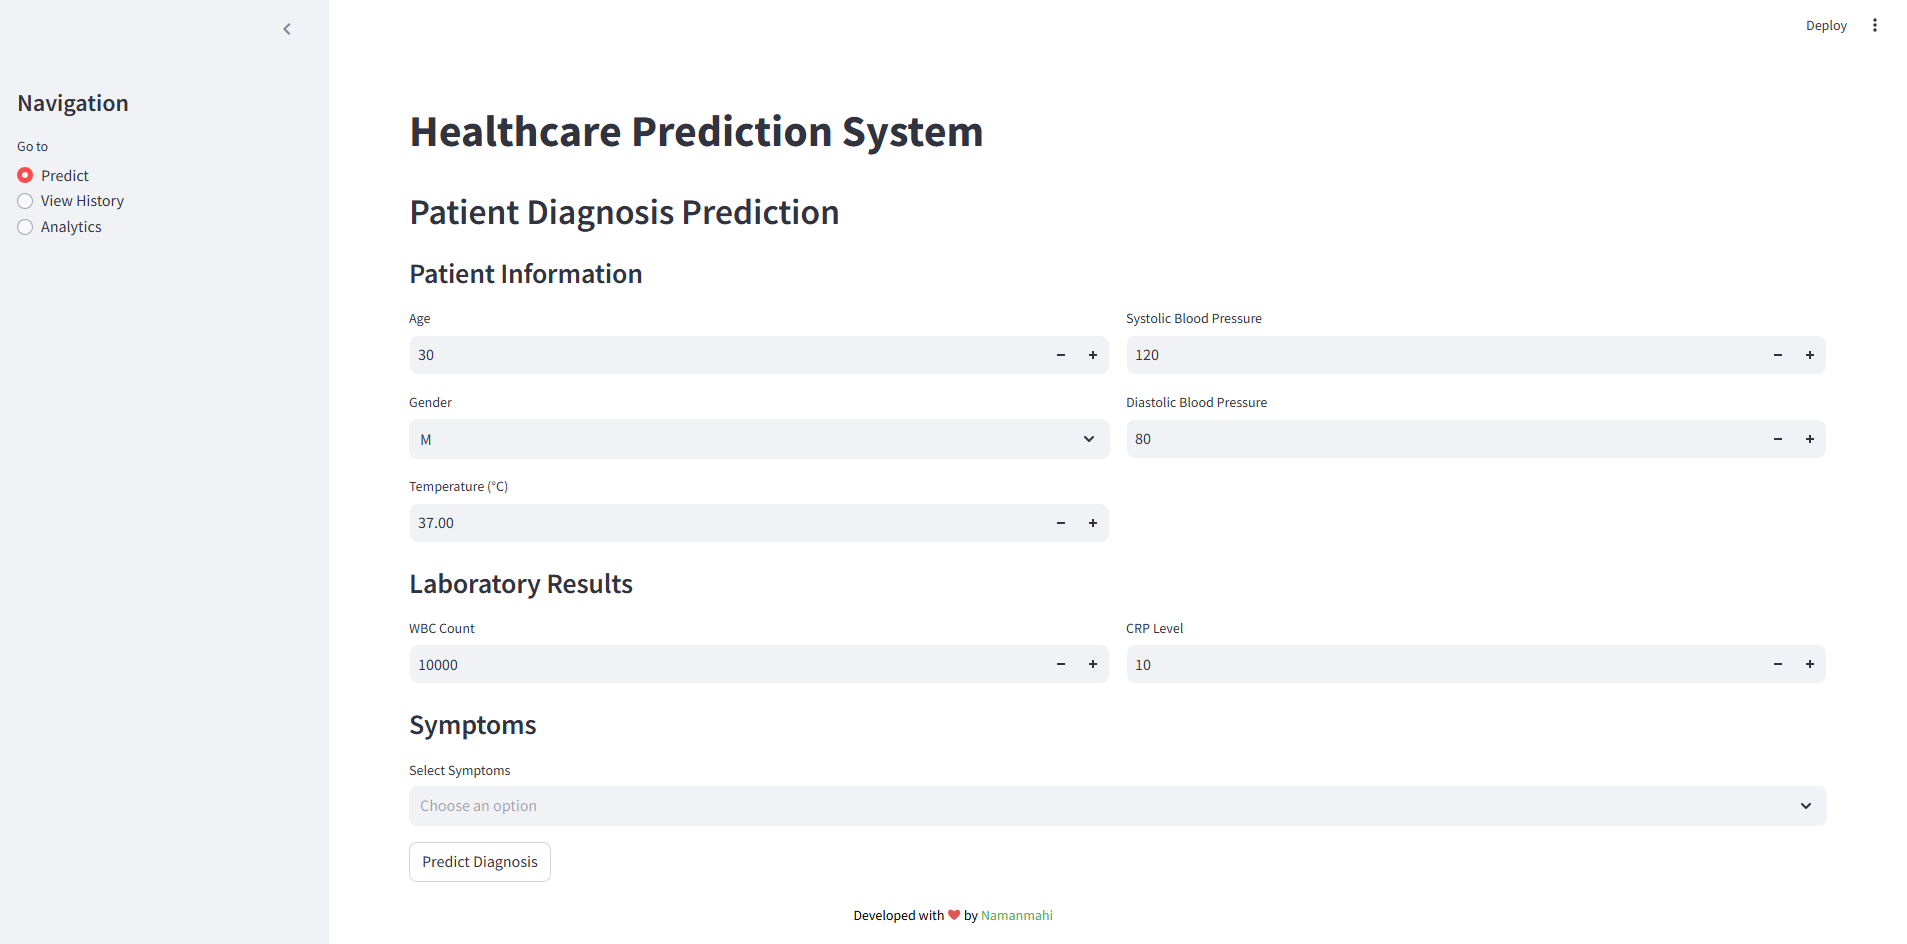 Deploy
Navigation
Go to
Predict
View History
Analytics
Healthcare Prediction System
Patient Diagnosis Prediction
Patient Information
Age
30
Gender
M
Temperature (°C)
37.00
Systolic Blood Pressure
120
Diastolic Blood Pressure
80
Laboratory Results
WBC Count
10000
CRP Level
10
Symptoms
Select Symptoms
Choose an option
Predict Diagnosis
Developed with ❤ by Namanmahi